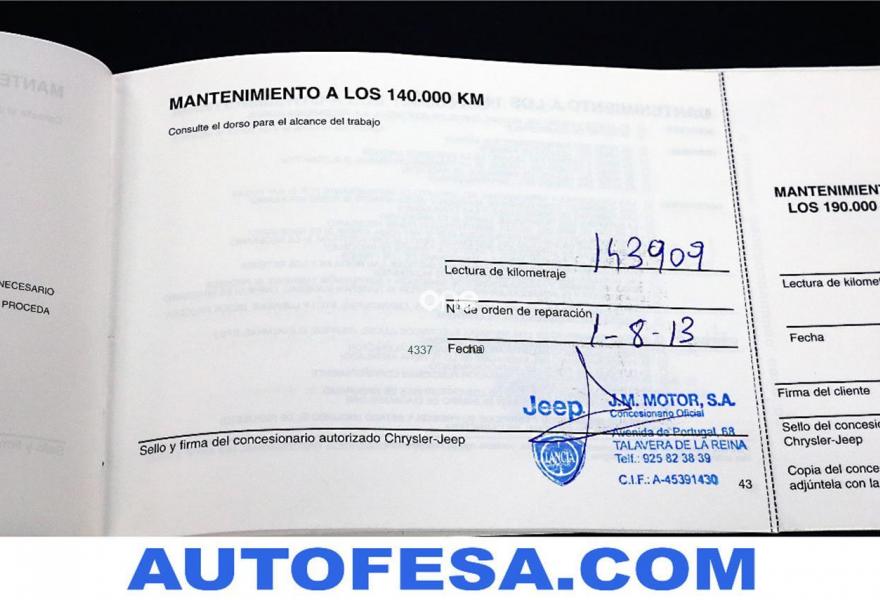 MANTENIMIENTO A LOS 140.000 KM
Consulte el dorso para el alcance del trabajo
NECESARIO
PROCEDA
143909
Lectura de kilometraje
one
Nº de orden de reparación
1-8-13
4337
Fecha
Jeep
J.M. MOTOR, S.A.
Concesionario Oficial
Avenida de Portugal, 68
TALAVERA DE LA REINA
Telf.: 925 82 38 39
C.I.F.: A-45391430
LANCIA
Sello y firma del concesionario autorizado Chrysler-Jeep
43
MANTENIMIENT
LOS 190.000
Lectura de kilomet
Fecha
Firma del cliente
Sello del concesi
Chrysler-Jeep
Copia del conce
adjúntela con la
AUTOFESA.COM